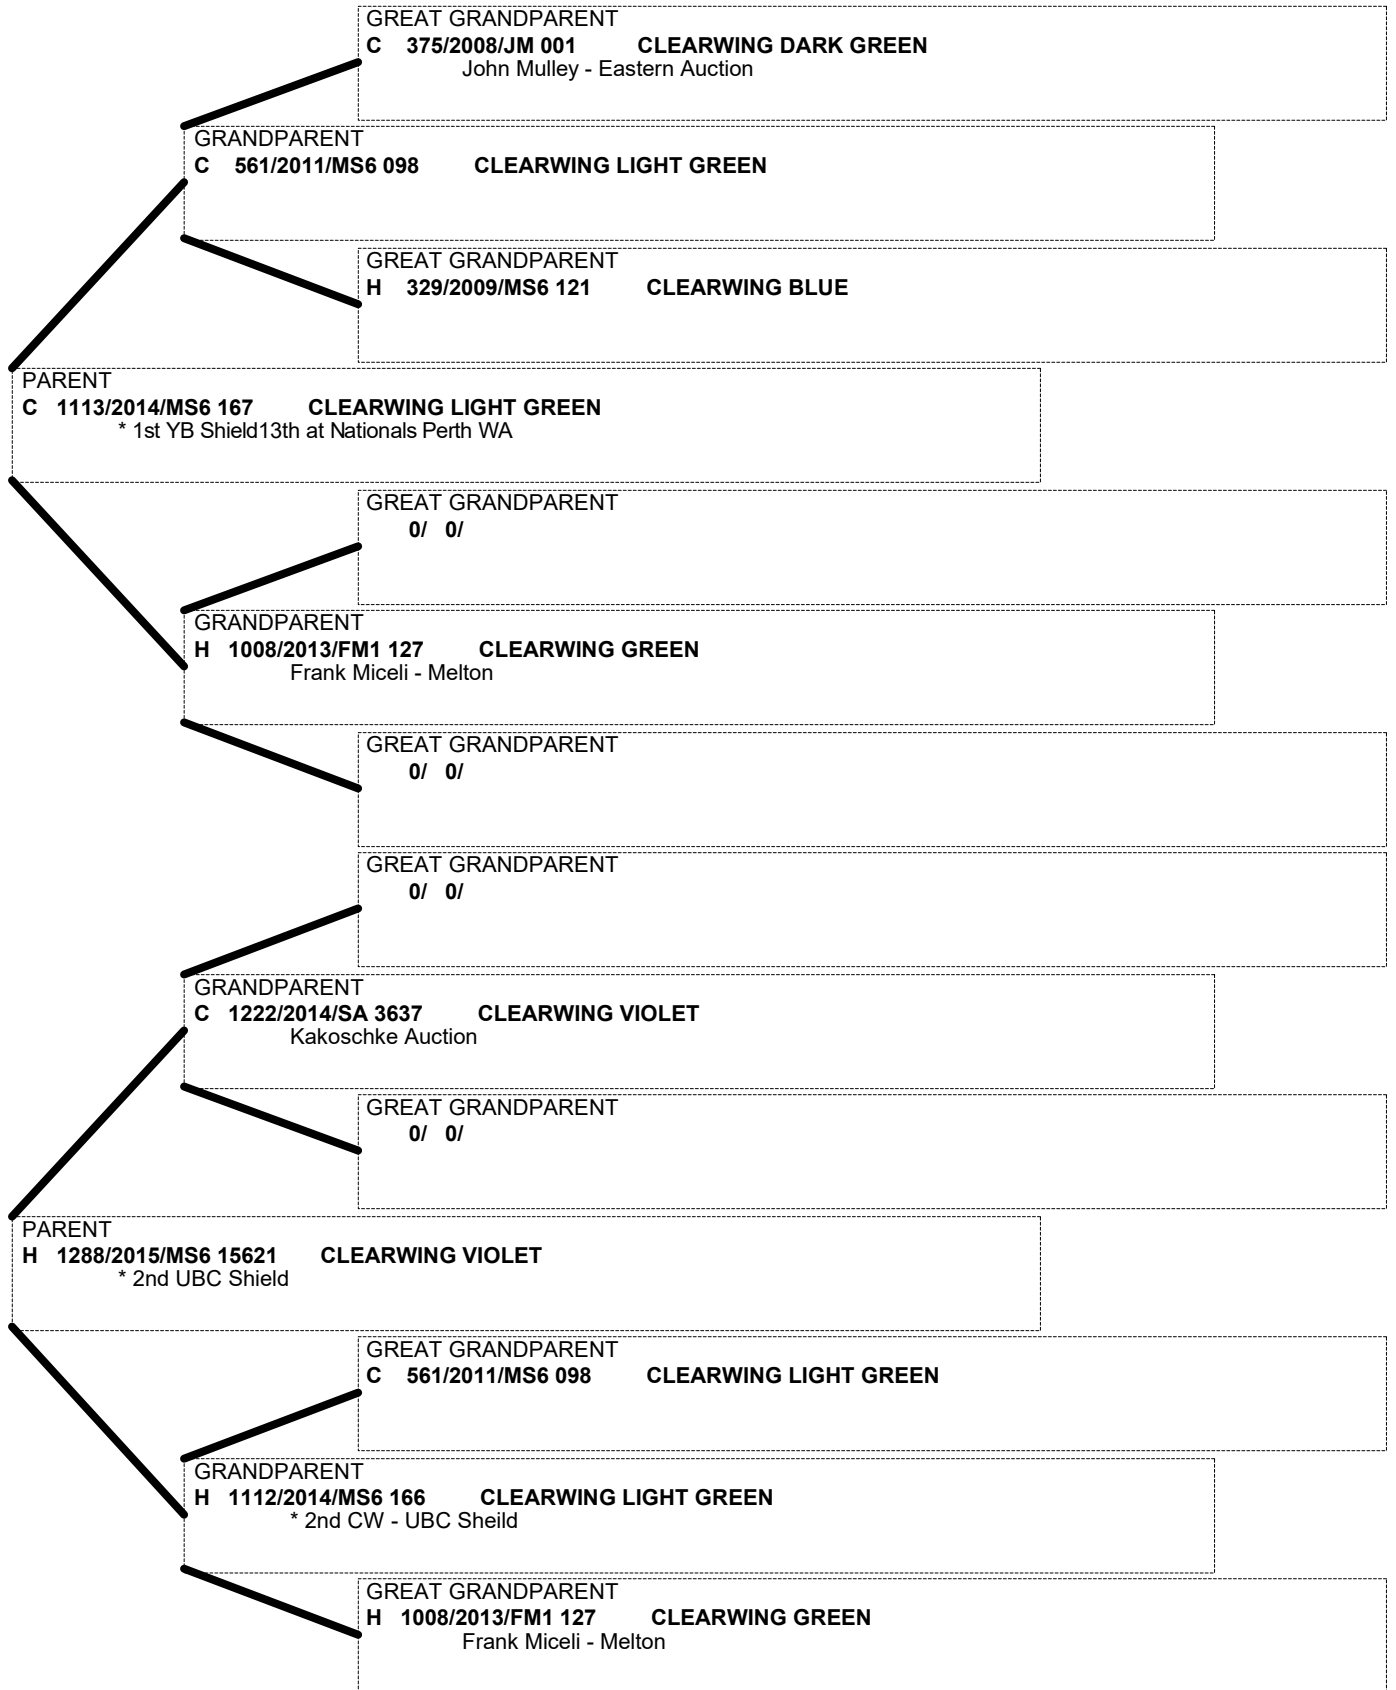 GREAT GRANDPARENT
C 375/2008/JM 001 CLEARWING DARK GREEN
John Mulley - Eastern Auction
GRANDPARENT
C 561/2011/MS6 098 CLEARWING LIGHT GREEN
GREAT GRANDPARENT
H 329/2009/MS6 121 CLEARWING BLUE
PARENT
C 1113/2014/MS6 167 CLEARWING LIGHT GREEN
* 1st YB Shield13th at Nationals Perth WA
GREAT GRANDPARENT
0/ 0/
GRANDPARENT
H 1008/2013/FM1 127 CLEARWING GREEN
Frank Miceli - Melton
GREAT GRANDPARENT
0/ 0/
GREAT GRANDPARENT
0/ 0/
GRANDPARENT
C 1222/2014/SA 3637 CLEARWING VIOLET
Kakoschke Auction
GREAT GRANDPARENT
0/ 0/
PARENT
H 1288/2015/MS6 15621 CLEARWING VIOLET
* 2nd UBC Shield
GREAT GRANDPARENT
C 561/2011/MS6 098 CLEARWING LIGHT GREEN
GRANDPARENT
H 1112/2014/MS6 166 CLEARWING LIGHT GREEN
* 2nd CW - UBC Sheild
GREAT GRANDPARENT
H 1008/2013/FM1 127 CLEARWING GREEN
Frank Miceli - Melton